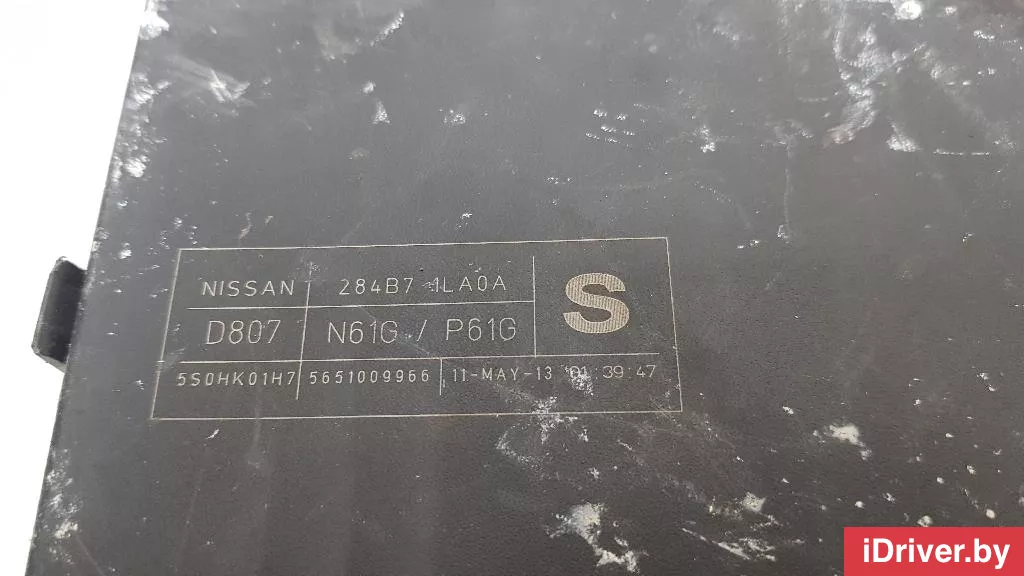 NISSAN 284B7 1LA0A
S
D807 N61G / P61G
5S0HK01H7 5651009966 11-MAY-13 01:39:47
iDriver.by